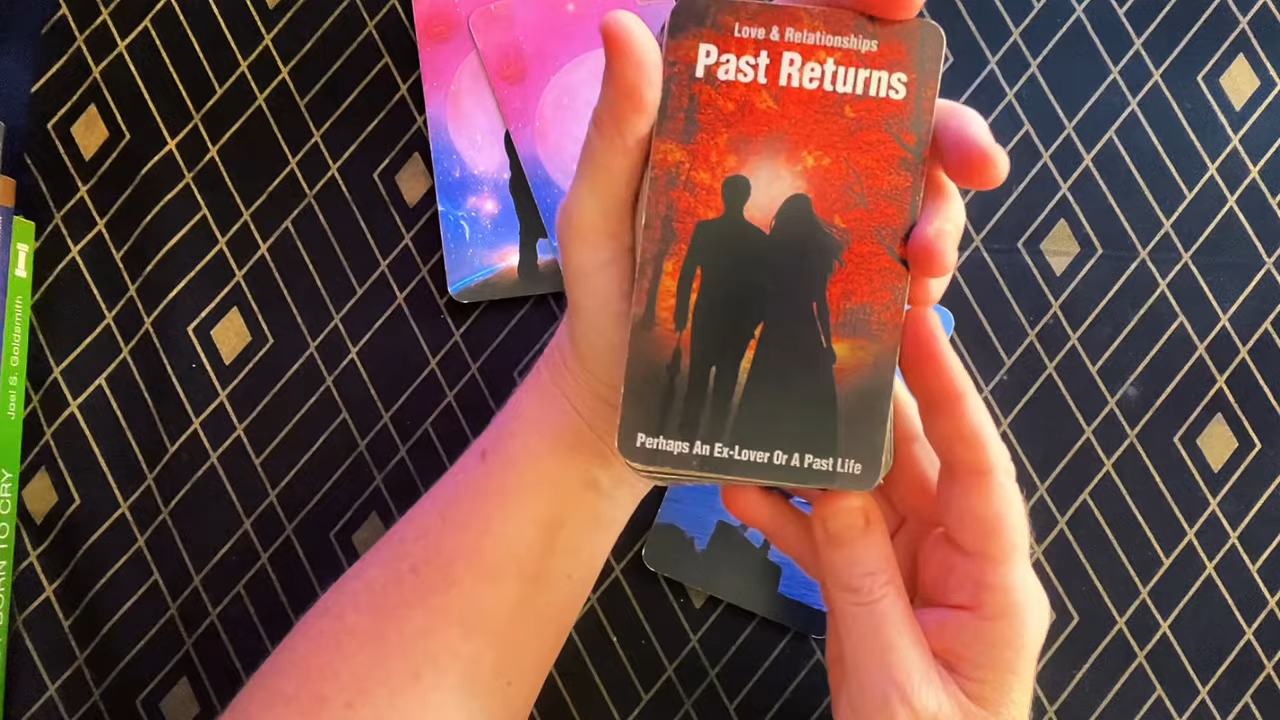 Love & Relationships
Past Returns
Perhaps An Ex-Lover Or A Past Life
Joel S. Goldsmith
BORN TO CRY